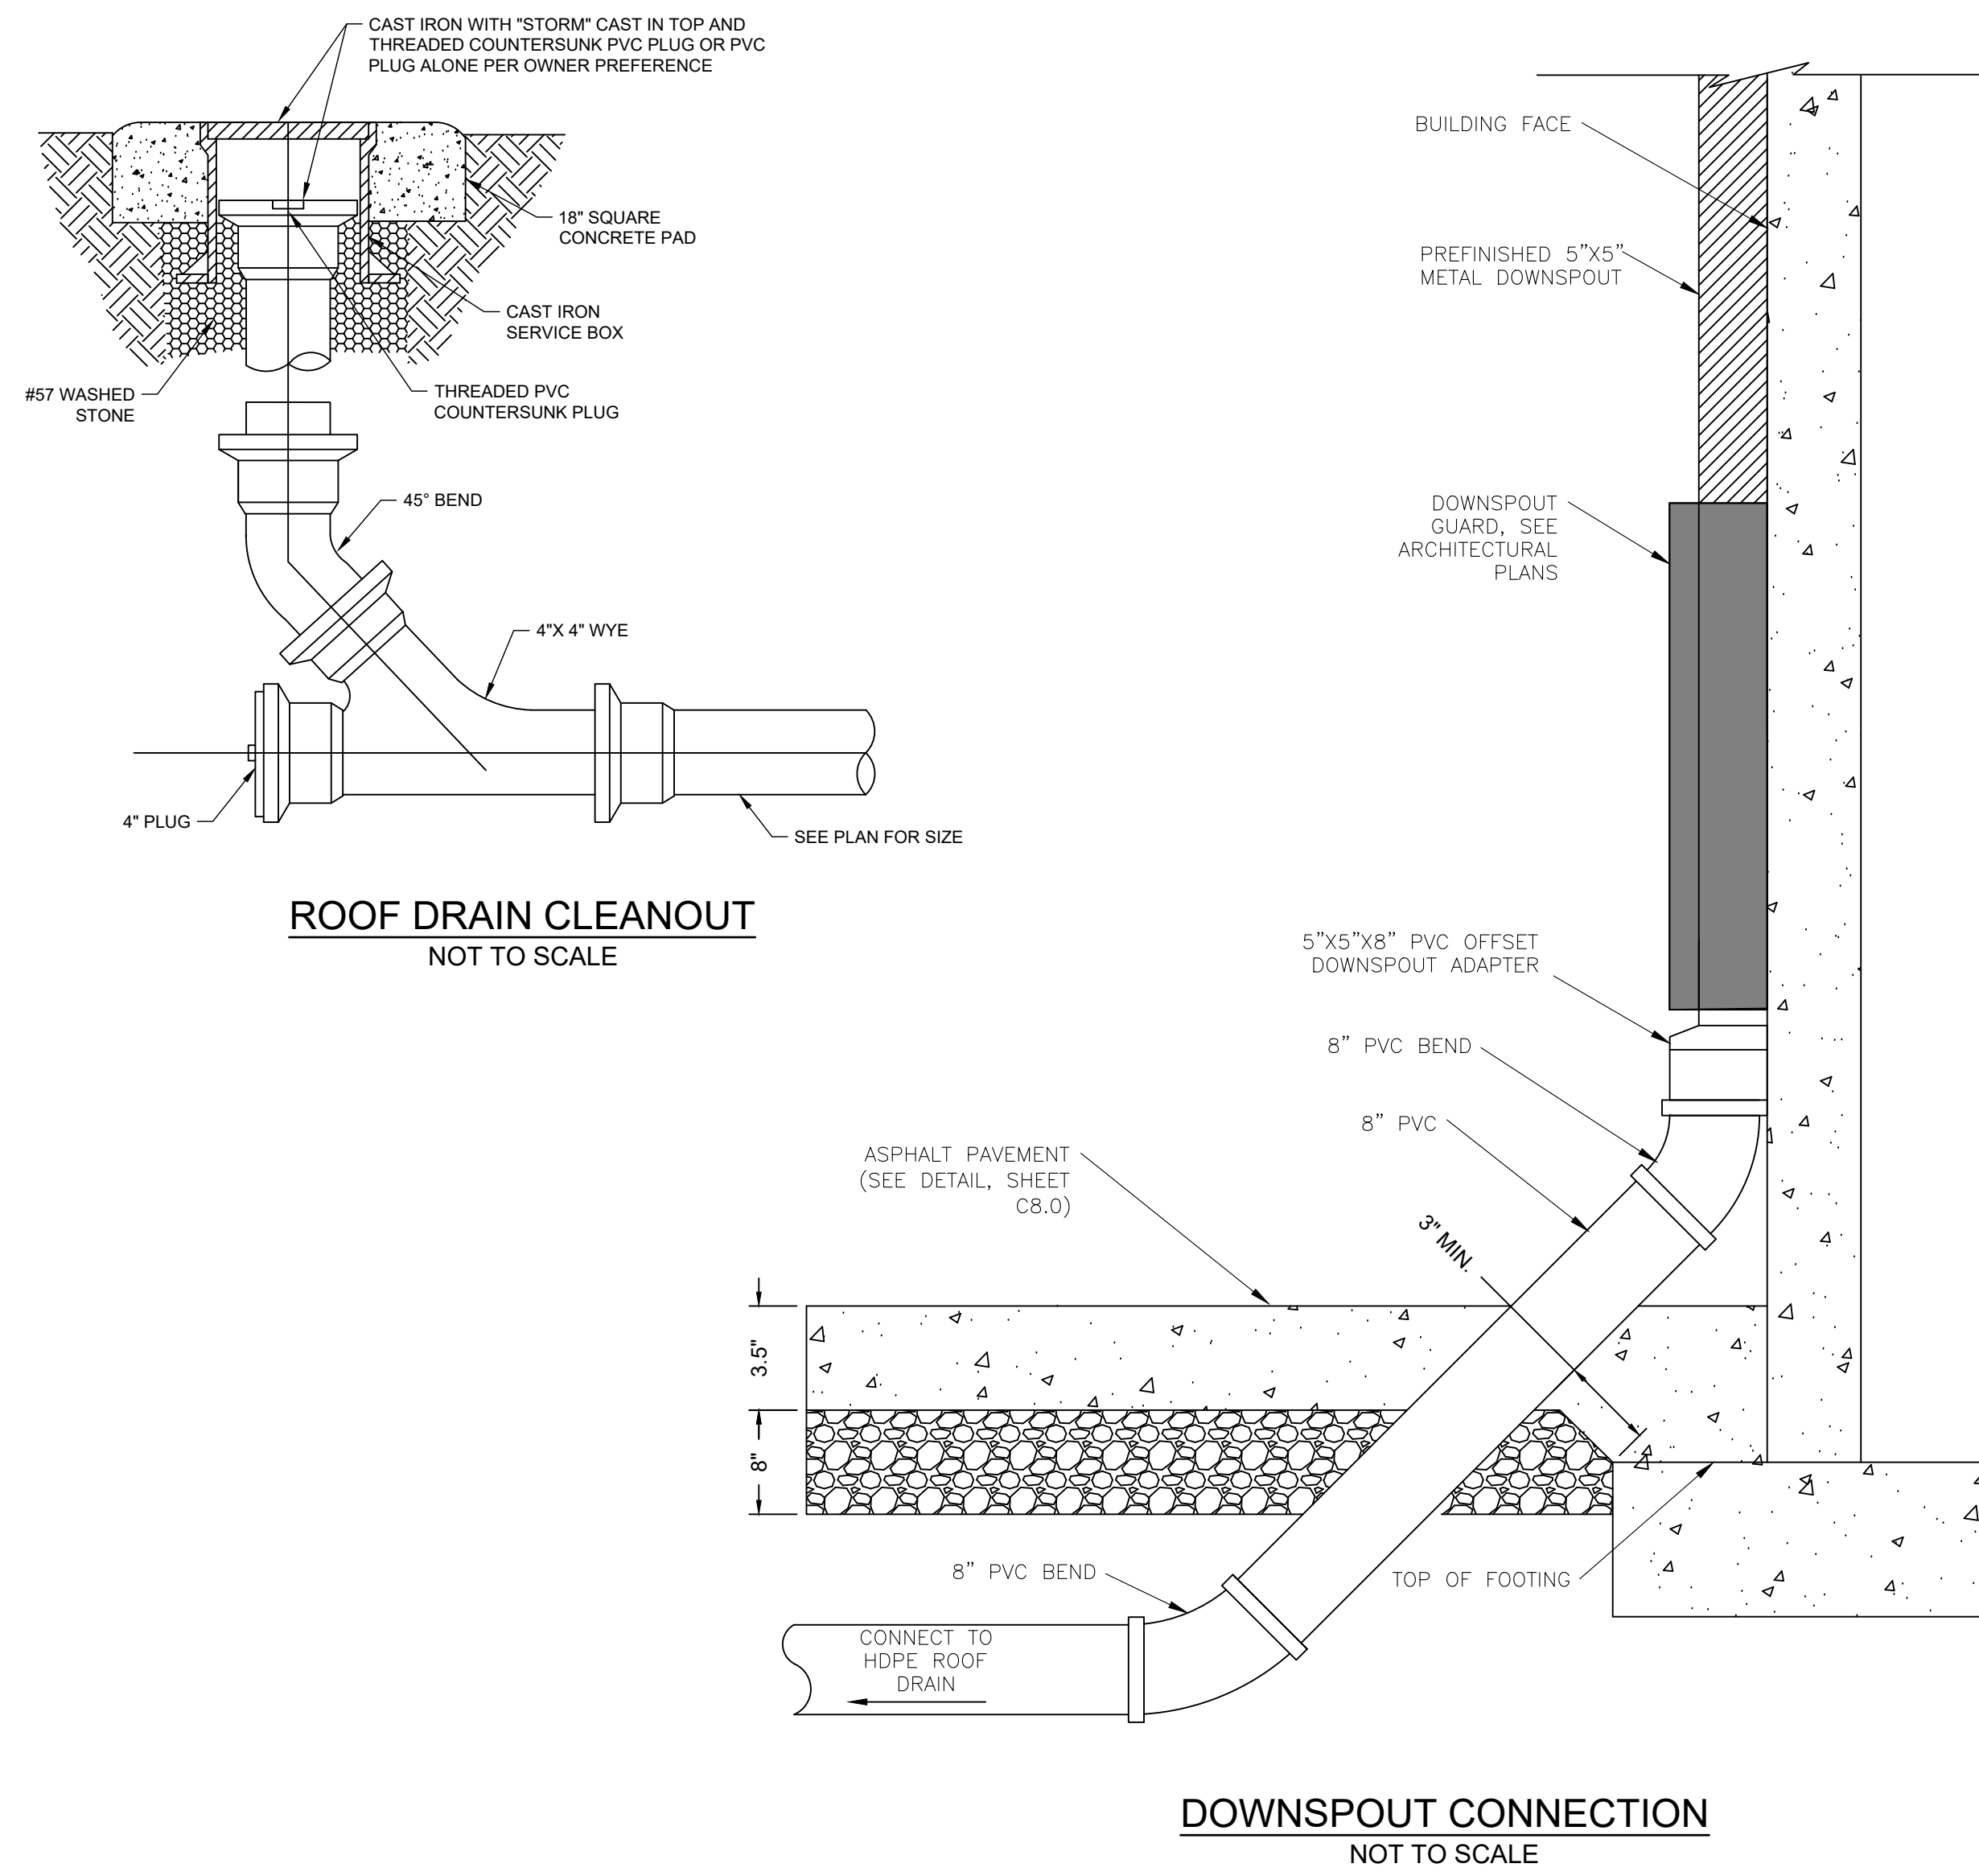 CAST IRON WITH "STORM" CAST IN TOP AND
THREADED COUNTERSUNK PVC PLUG OR PVC
PLUG ALONE PER OWNER PREFERENCE
18" SQUARE
CONCRETE PAD
CAST IRON
SERVICE BOX
#57 WASHED
STONE
THREADED PVC
COUNTERSUNK PLUG
45° BEND
4"X 4" WYE
4" PLUG
SEE PLAN FOR SIZE
ROOF DRAIN CLEANOUT
NOT TO SCALE
BUILDING FACE
PREFINISHED 5”X5”
METAL DOWNSPOUT
DOWNSPOUT
GUARD, SEE
ARCHITECTURAL
PLANS
5”X5”X8” PVC OFFSET
DOWNSPOUT ADAPTER
8” PVC BEND
8” PVC
ASPHALT PAVEMENT
(SEE DETAIL, SHEET
C8.0)
3" MIN.
3.5"
8"
8” PVC BEND
TOP OF FOOTING
CONNECT TO
HDPE ROOF
DRAIN
DOWNSPOUT CONNECTION
NOT TO SCALE